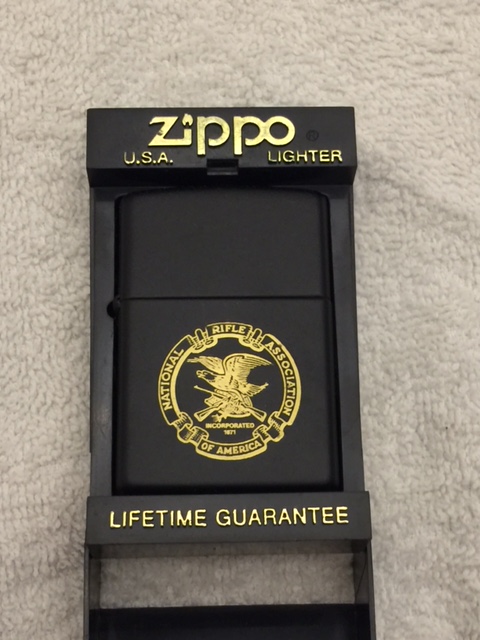 Zippo ®
U.S.A. LIGHTER
NATIONAL RIFLE ASSOCIATION
INCORPORATED
1871
OF AMERICA
LIFETIME GUARANTEE